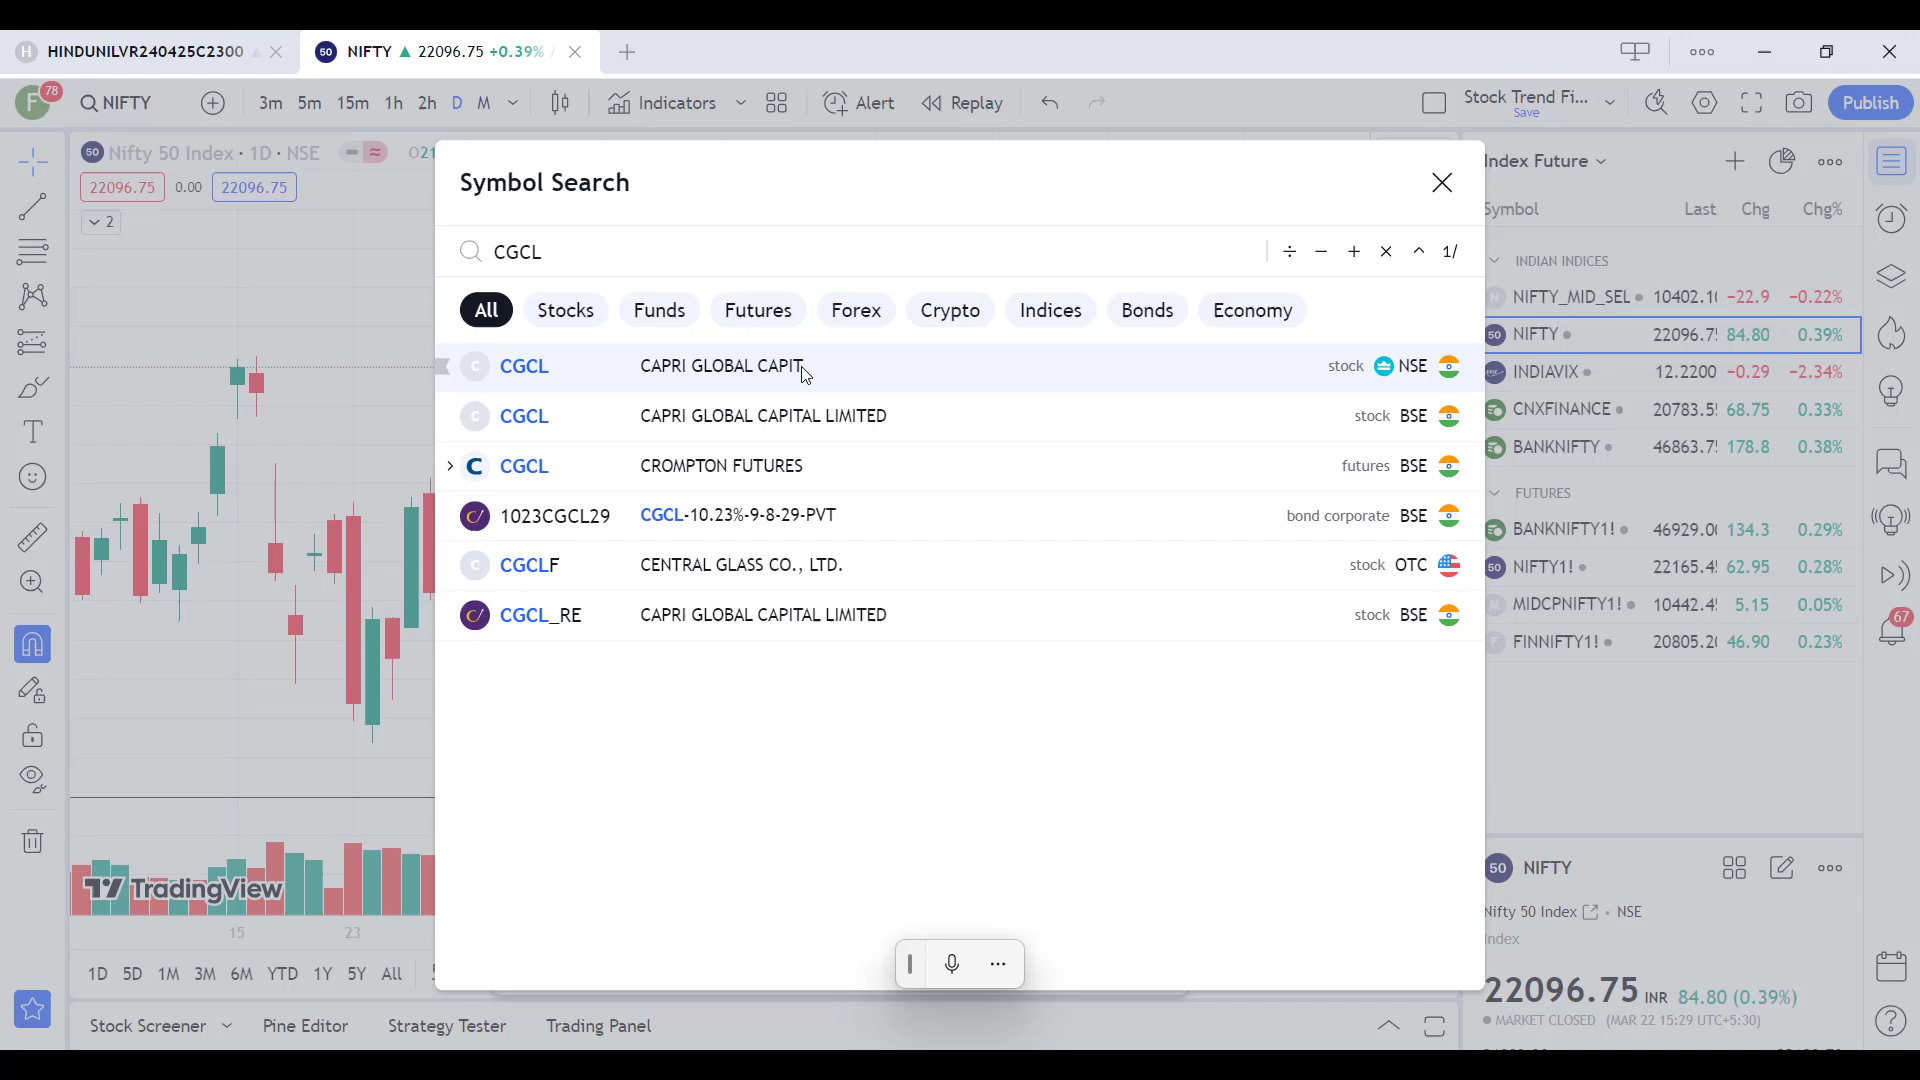 H HINDUNILVR240425C2300
50 NIFTY ▲ 22096.75 +0.39% /
F 78 NIFTY 3m 5m 15m 1h 2h D M Indicators Alert Replay Stock Trend Fi... Save Publish
50 Nifty 50 Index · 1D · NSE O21
22096.75 0.00 22096.75
2
Symbol Search
CGCL ÷ − + × ^ 1/
All Stocks Funds Futures Forex Crypto Indices Bonds Economy
C CGCL CAPRI GLOBAL CAPIT stock NSE
C CGCL CAPRI GLOBAL CAPITAL LIMITED stock BSE
C CGCL CROMPTON FUTURES futures BSE
1023CGCL29 CGCL-10.23%-9-8-29-PVT bond corporate BSE
C CGCLF CENTRAL GLASS CO., LTD. stock OTC
CGCL_RE CAPRI GLOBAL CAPITAL LIMITED stock BSE
Index Future
Symbol Last Chg Chg%
INDIAN INDICES
N NIFTY_MID_SEL 10402.1 −22.9 −0.22%
50 NIFTY 22096.7 84.80 0.39%
INDIAVIX 12.2200 −0.29 −2.34%
CNXFINANCE 20783.5 68.75 0.33%
BANKNIFTY 46863.7 178.8 0.38%
FUTURES
BANKNIFTY1! 46929.0 134.3 0.29%
50 NIFTY1! 22165.4 62.95 0.28%
M MIDCPNIFTY1! 10442.4 5.15 0.05%
F FINNIFTY1! 20805.2 46.90 0.23%
67
TradingView
15 23
1D 5D 1M 3M 6M YTD 1Y 5Y All
Stock Screener Pine Editor Strategy Tester Trading Panel
50 NIFTY
Nifty 50 Index · NSE
Index
22096.75 INR 84.80 (0.39%)
MARKET CLOSED (MAR 22 15:29 UTC+5:30)